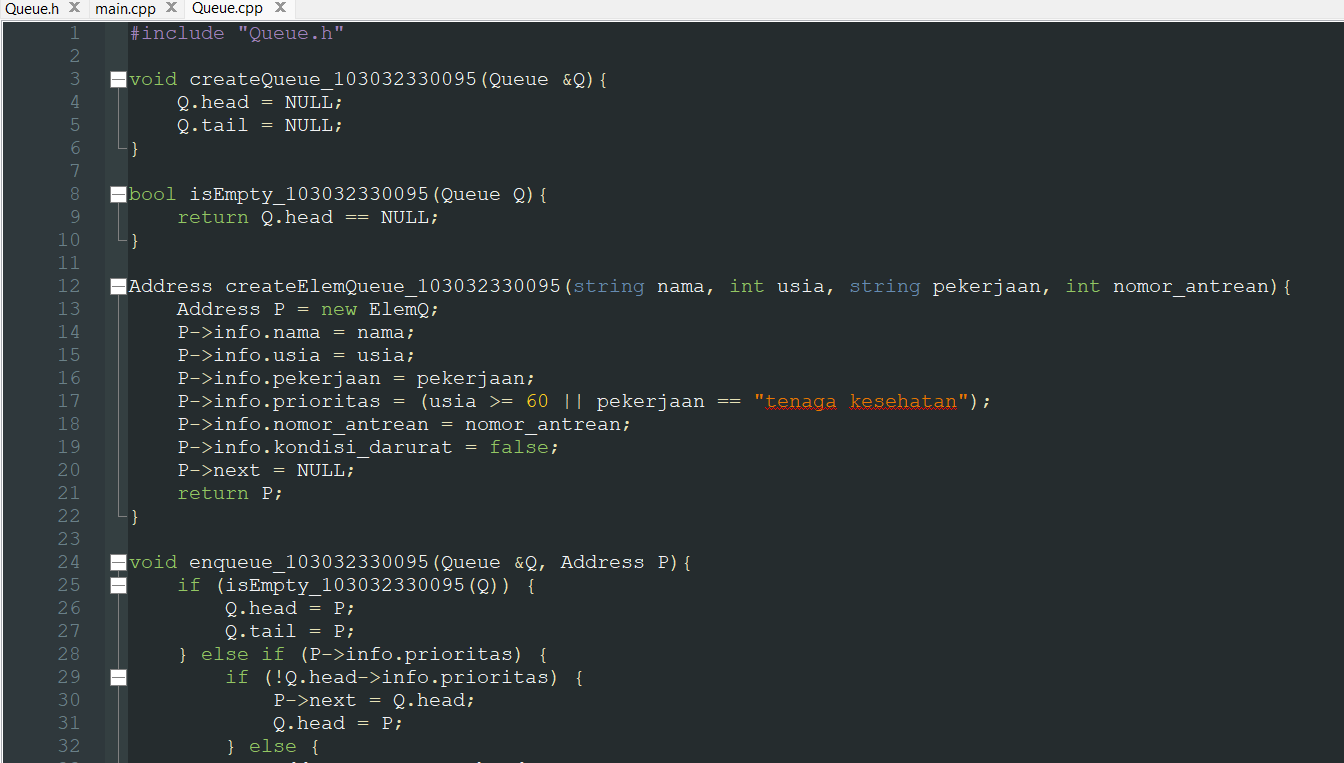 Queue.h X main.cpp X Queue.cpp X
1 #include "Queue.h"
2
3 void createQueue_103032330095(Queue &Q){
4     Q.head = NULL;
5     Q.tail = NULL;
6 }
7
8 bool isEmpty_103032330095(Queue Q){
9     return Q.head == NULL;
10 }
11
12 Address createElemQueue_103032330095(string nama, int usia, string pekerjaan, int nomor_antrean){
13     Address P = new ElemQ;
14     P->info.nama = nama;
15     P->info.usia = usia;
16     P->info.pekerjaan = pekerjaan;
17     P->info.prioritas = (usia >= 60 || pekerjaan == "tenaga kesehatan");
18     P->info.nomor_antrean = nomor_antrean;
19     P->info.kondisi_darurat = false;
20     P->next = NULL;
21     return P;
22 }
23
24 void enqueue_103032330095(Queue &Q, Address P){
25     if (isEmpty_103032330095(Q)) {
26         Q.head = P;
27         Q.tail = P;
28     } else if (P->info.prioritas) {
29         if (!Q.head->info.prioritas) {
30             P->next = Q.head;
31             Q.head = P;
32         } else {